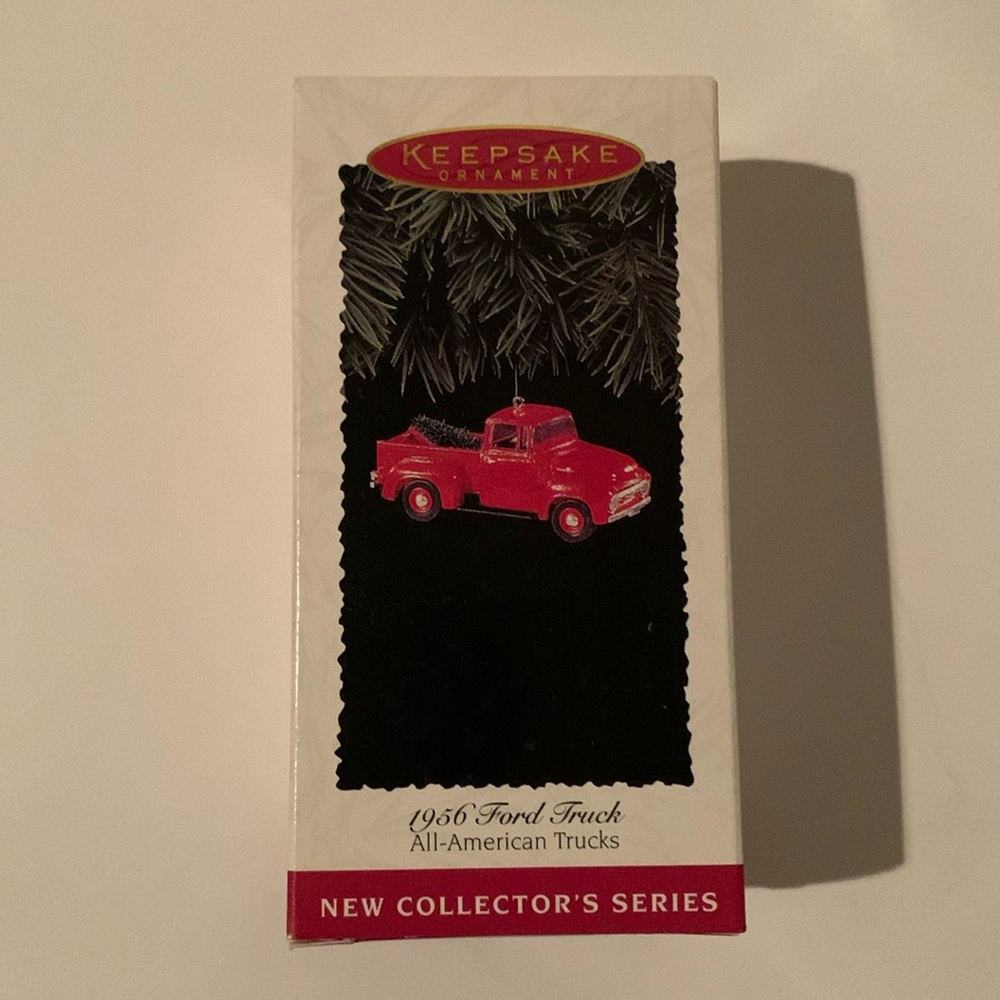 KEEPSAKE
ORNAMENT
1956 Ford Truck
All-American Trucks
NEW COLLECTOR'S SERIES